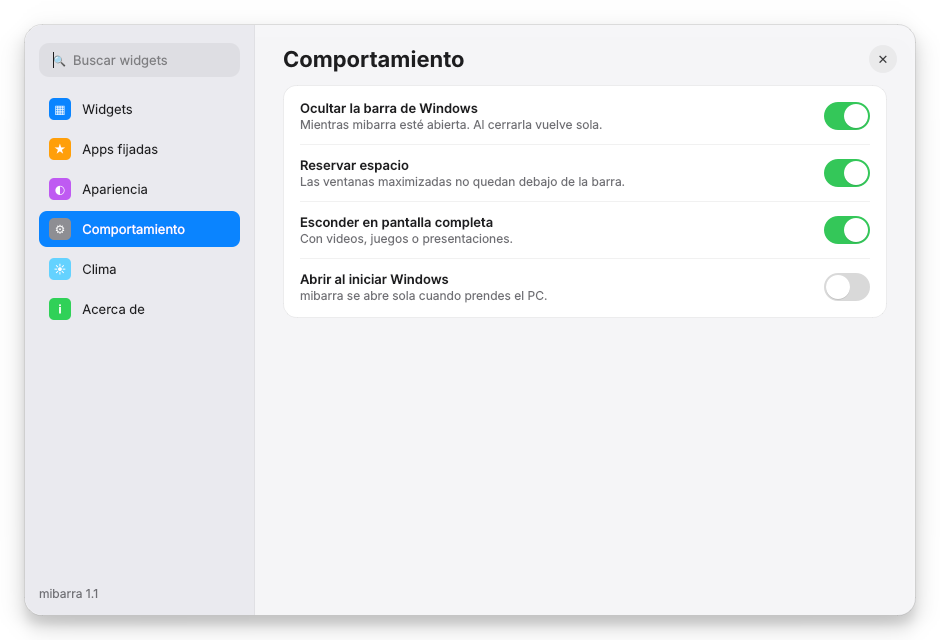 Buscar widgets
Widgets
Apps fijadas
Apariencia
Comportamiento
Clima
Acerca de
mibarra 1.1
Comportamiento
Ocultar la barra de Windows
Mientras mibarra esté abierta. Al cerrarla vuelve sola.
Reservar espacio
Las ventanas maximizadas no quedan debajo de la barra.
Esconder en pantalla completa
Con videos, juegos o presentaciones.
Abrir al iniciar Windows
mibarra se abre sola cuando prendes el PC.